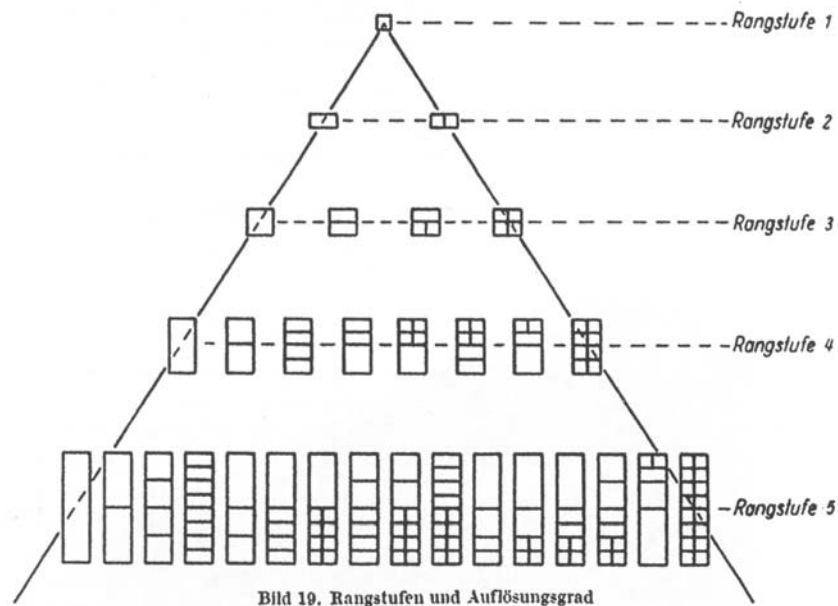 Rangstufe 1
Rangstufe 2
Rangstufe 3
Rangstufe 4
Rangstufe 5
Bild 19. Rangstufen und Auflösungsgrad